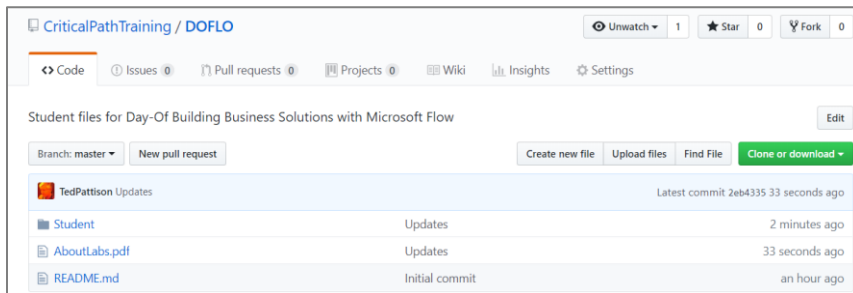 CriticalPathTraining / DOFLO Unwatch 1 Star 0 Fork 0
<> Code Issues 0 Pull requests 0 Projects 0 Wiki Insights Settings
Student files for Day-Of Building Business Solutions with Microsoft Flow Edit
Branch: master New pull request Create new file Upload files Find File Clone or download
TedPattison Updates Latest commit 2eb4335 33 seconds ago
Student Updates 2 minutes ago
AboutLabs.pdf Updates 33 seconds ago
README.md Initial commit an hour ago